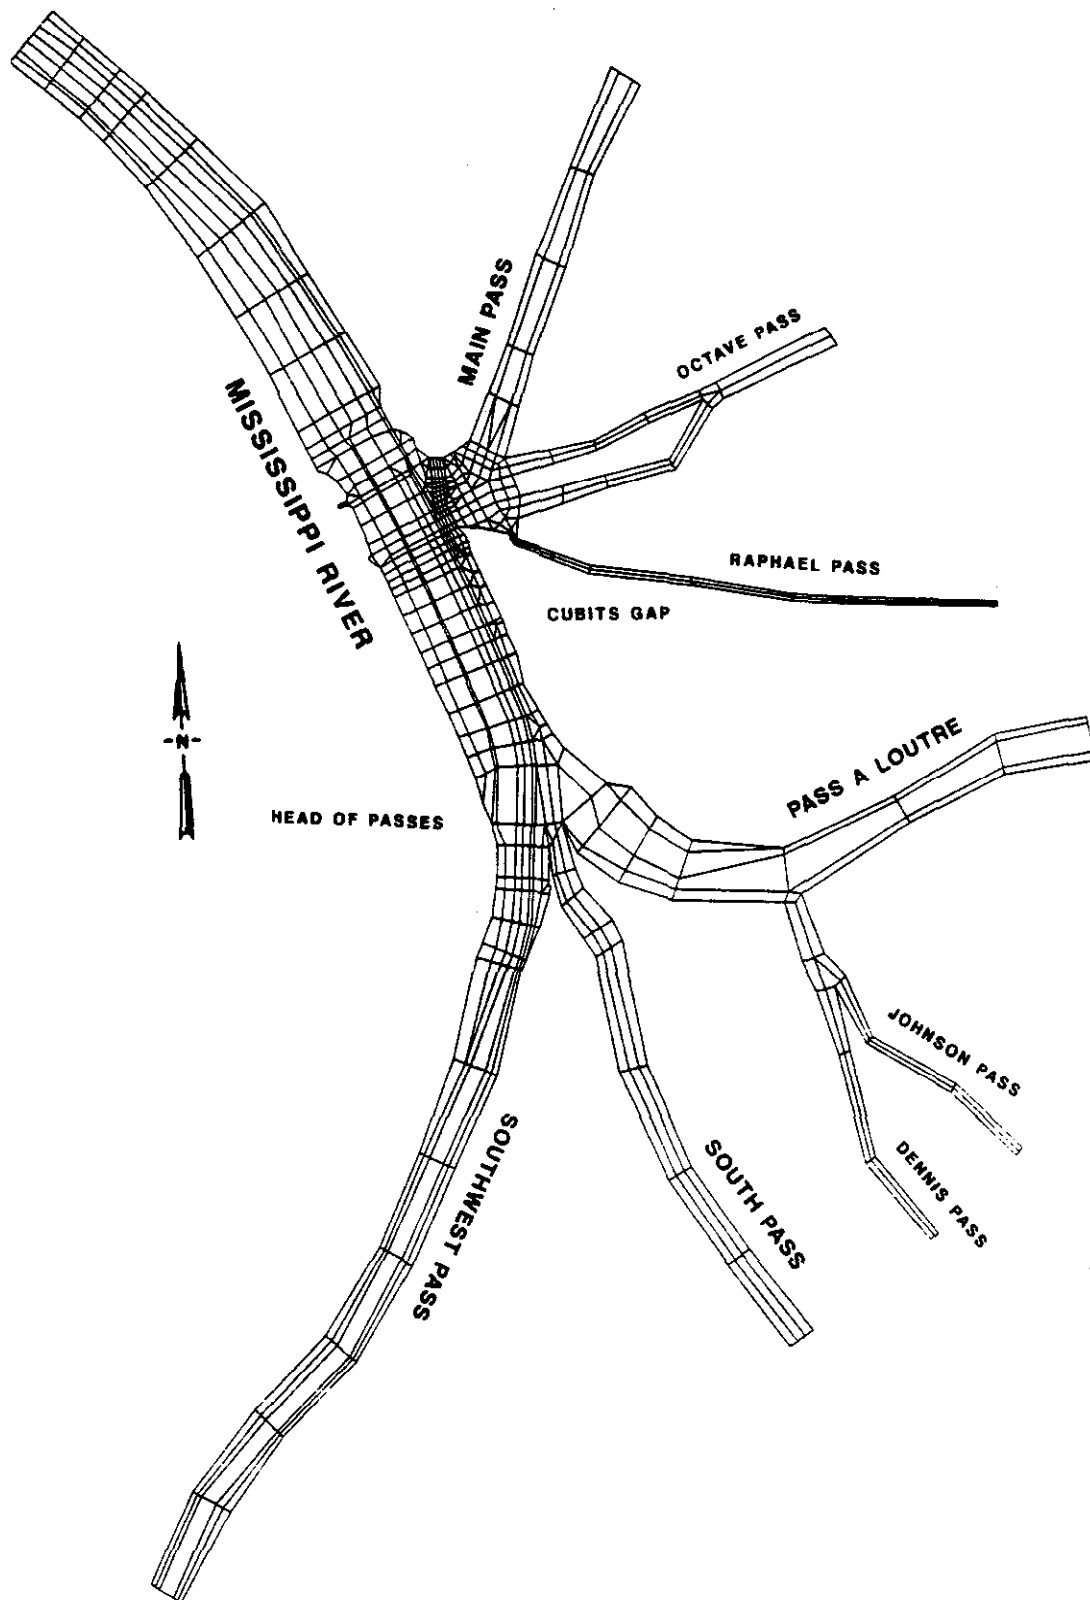 MAIN PASS
OCTAVE PASS
MISSISSIPPI RIVER
RAPHAEL PASS
CUBITS GAP
-N-
PASS A LOUTRE
HEAD OF PASSES
JOHNSON PASS
DENNIS PASS
SOUTHWEST PASS
SOUTH PASS